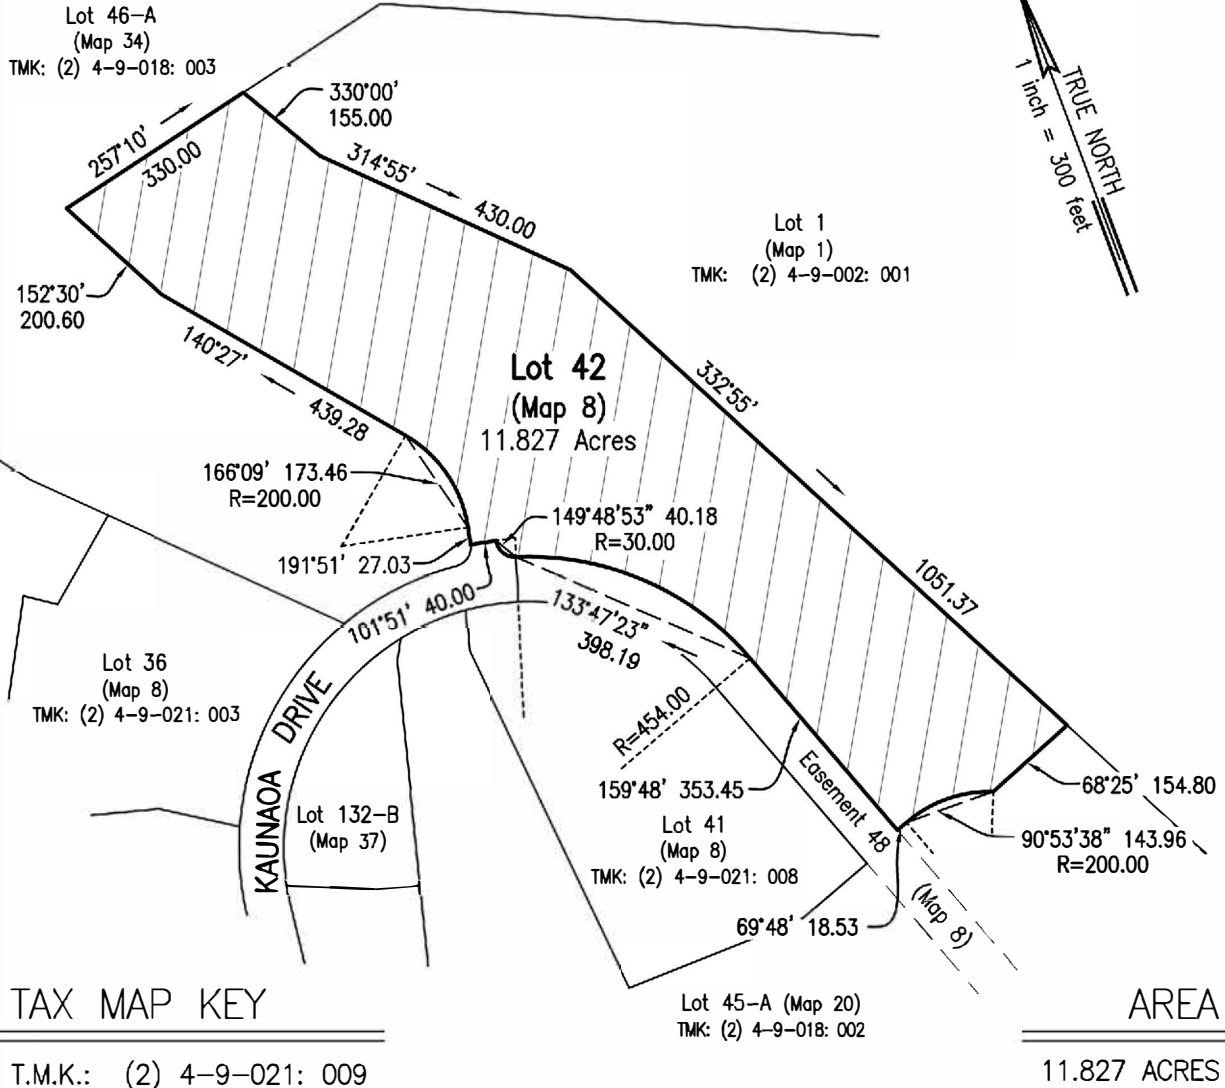 Lot 46-A
(Map 34)
TMK: (2) 4-9-018: 003
330°00'
155.00
257°10'
330.00
314°55'
430.00
TRUE NORTH
1 inch = 300 feet
Lot 1
(Map 1)
TMK: (2) 4-9-002: 001
152°30'
200.60
140°27'
439.28
Lot 42
(Map 8)
11.827 Acres
332°55'
1051.37
166°09' 173.46
R=200.00
149°48'53" 40.18
R=30.00
191°51' 27.03
101°51' 40.00
133°47'23"
398.19
Lot 36
(Map 8)
TMK: (2) 4-9-021: 003
KAUNAOA DRIVE
R=454.00
159°48' 353.45
Easement 48
(Map 8)
68°25' 154.80
90°53'38" 143.96
R=200.00
Lot 132-B
(Map 37)
Lot 41
(Map 8)
TMK: (2) 4-9-021: 008
69°48' 18.53
Lot 45-A (Map 20)
TMK: (2) 4-9-018: 002
TAX MAP KEY
T.M.K.: (2) 4-9-021: 009
AREA
11.827 ACRES